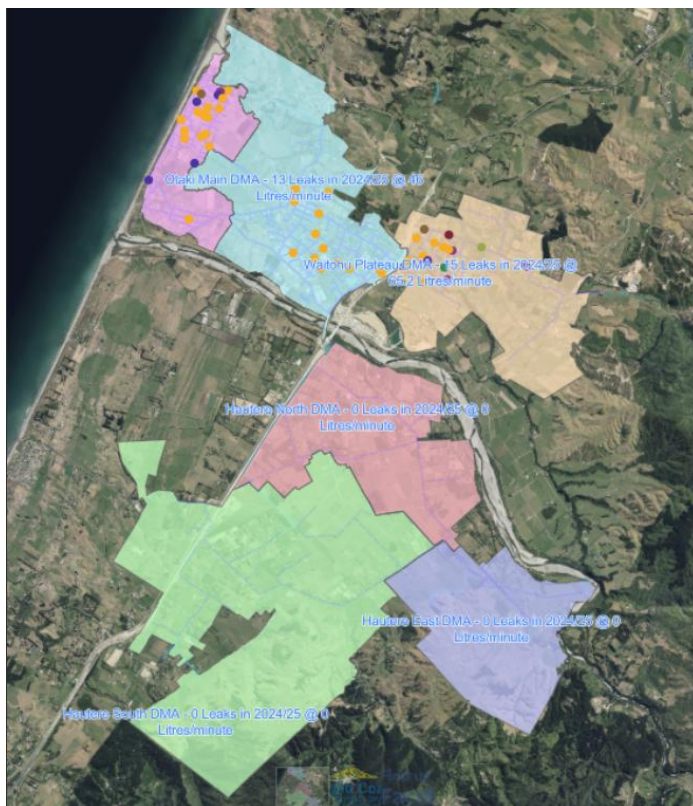 Otaki Main DMA - 13 Leaks in 2024/25 @ 46
Litres/minute
Waitohu Plateau DMA - 15 Leaks in 2024/25 @
65.2 Litres/minute
Hautere North DMA - 0 Leaks in 2024/25 @ 0
Litres/minute
Hautere East DMA - 0 Leaks in 2024/25 @ 0
Litres/minute
Hautere South DMA - 0 Leaks in 2024/25 @ 0
Litres/minute